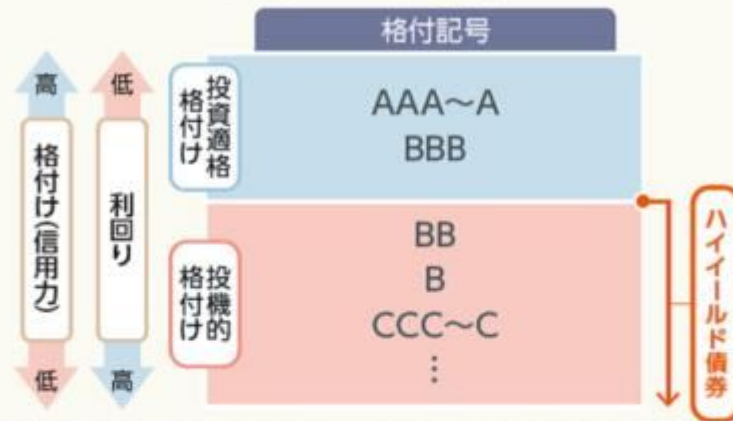 格付記号
高
格付け(信用力)
低
低
利回り
高
投資適格
格付け
AAA～A
BBB
投機的
格付け
BB
B
CCC～C
⋮
ハイイールド債券